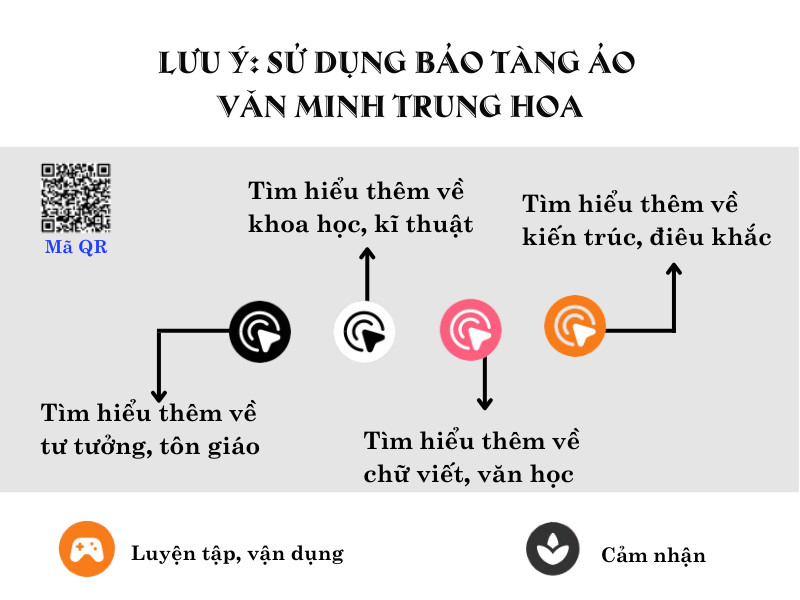 LƯU Ý: SỬ DỤNG BẢO TÀNG ẢO
VĂN MINH TRUNG HOA
Mã QR
Tìm hiểu thêm về
khoa học, kĩ thuật
Tìm hiểu thêm về
kiến trúc, điêu khắc
Tìm hiểu thêm về
tư tưởng, tôn giáo
Tìm hiểu thêm về
chữ viết, văn học
Luyện tập, vận dụng
Cảm nhận